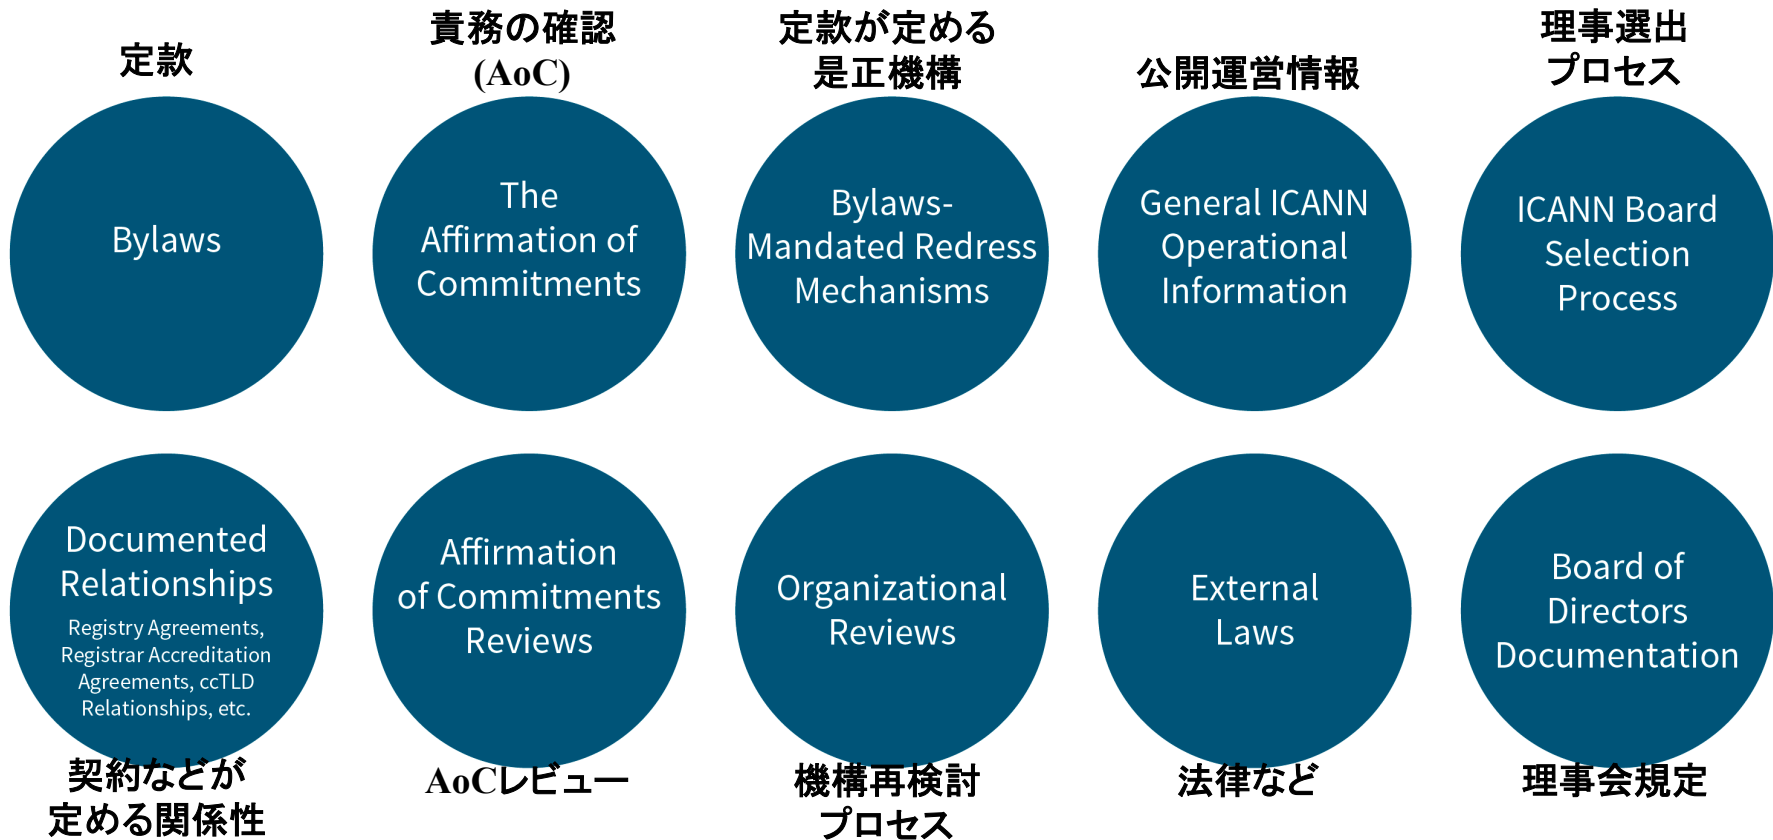 定款
Bylaws
責務の確認
(AoC)
The
Affirmation of
Commitments
定款が定める
是正機構
Bylaws-
Mandated Redress
Mechanisms
公開運営情報
General ICANN
Operational
Information
理事選出
プロセス
ICANN Board
Selection
Process
Documented
Relationships
Registry Agreements,
Registrar Accreditation
Agreements, ccTLD
Relationships, etc.
契約などが
定める関係性
Affirmation
of Commitments
Reviews
AoCレビュー
Organizational
Reviews
機構再検討
プロセス
External
Laws
法律など
Board of
Directors
Documentation
理事会規定